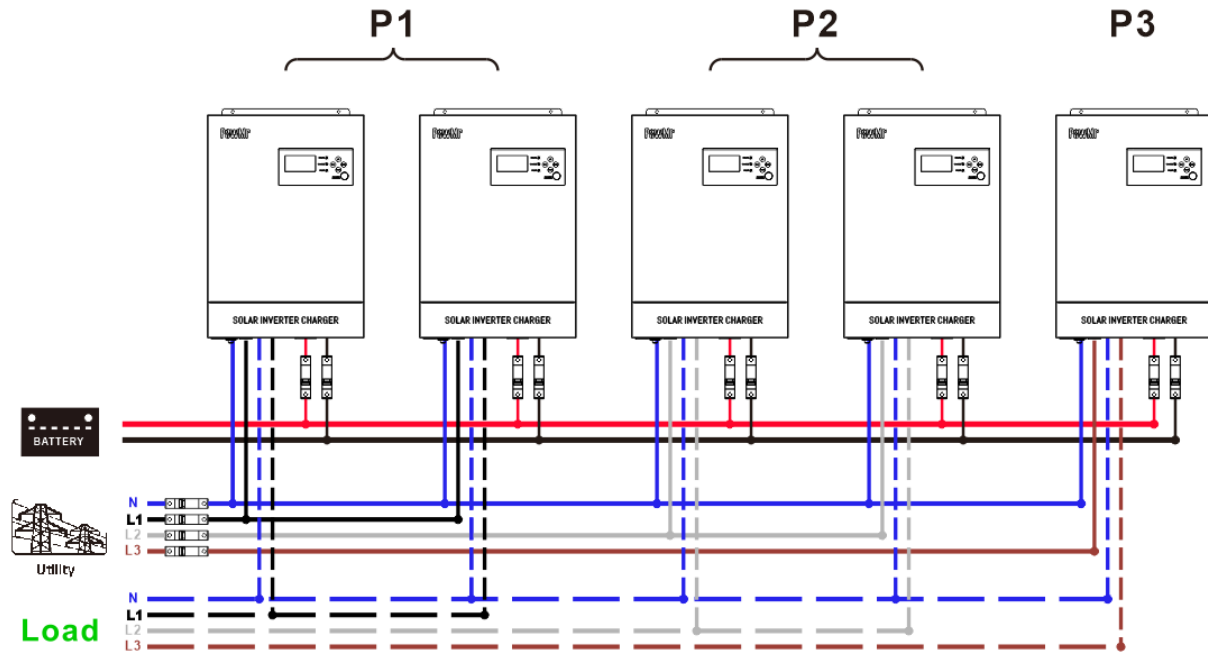 P1 P2 P3
PowMr PowMr PowMr PowMr PowMr
SOLAR INVERTER CHARGER SOLAR INVERTER CHARGER SOLAR INVERTER CHARGER SOLAR INVERTER CHARGER SOLAR INVERTER CHARGER
BATTERY
N
L1
L2
L3
Utility
N
L1
L2
L3
Load